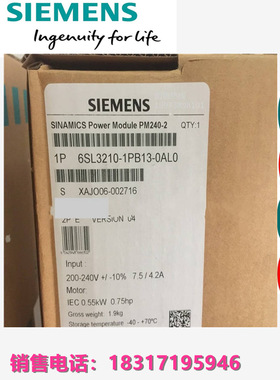 SIEMENS
Ingenuity for life
SIEMENS
SINAMICS Power Module PM240-2 QTY:1
1P 6SL3210-1PB13-0AL0
S XAJO06-002716
2P E VERSION 04
Input:
200-240V +/-10% 7.5 / 4.2A
Motor:
IEC 0.55kW 0.75hp
Gross weight: 1.9kg
Storage temperature -40 - +70°C
销售电话：18317195946